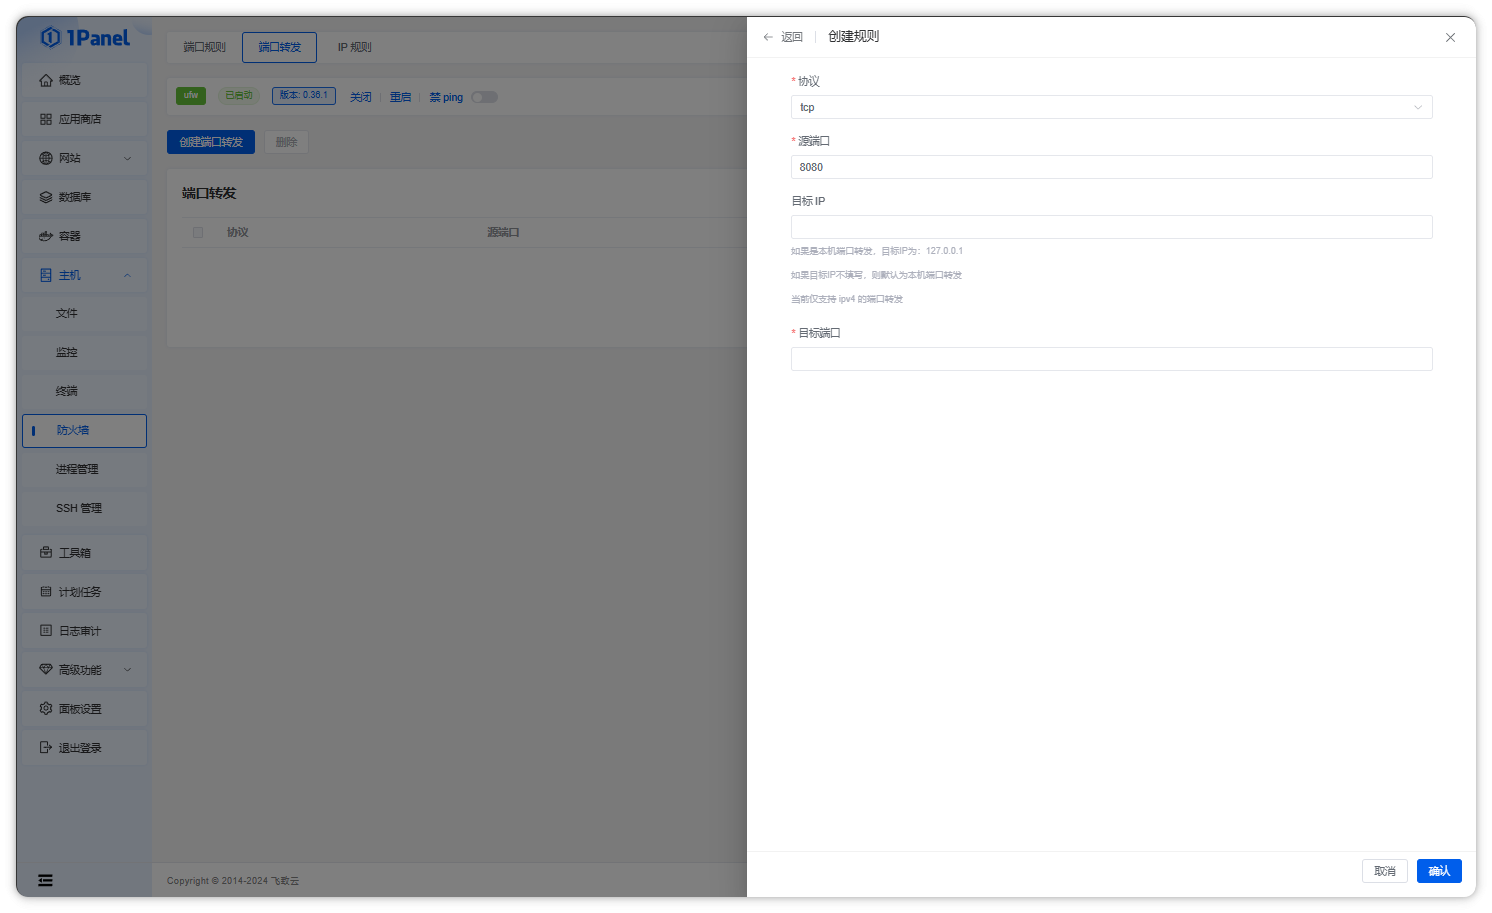 1Panel
概览
应用商店
网站
数据库
容器
主机
文件
监控
终端
防火墙
进程管理
SSH 管理
工具箱
计划任务
日志审计
高级功能
面板设置
退出登录
端口规则
端口转发
IP 规则
ufw
已启动
版本: 0.36.1
关闭
重启
禁 ping
创建端口转发
删除
端口转发
协议
源端口
Copyright © 2014-2024 飞致云
返回
创建规则
* 协议
tcp
* 源端口
8080
目标 IP
如果是本机端口转发，目标IP为：127.0.0.1
如果目标IP不填写，则默认为本机端口转发
当前仅支持 ipv4 的端口转发
* 目标端口
取消
确认